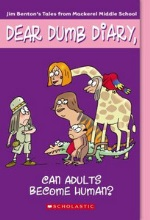 Jim Benton's Tales from Mackerel Middle School
DEAR DUMB DIARY,
CAN ADULTS
BECOME HUMAN?
SCHOLASTIC